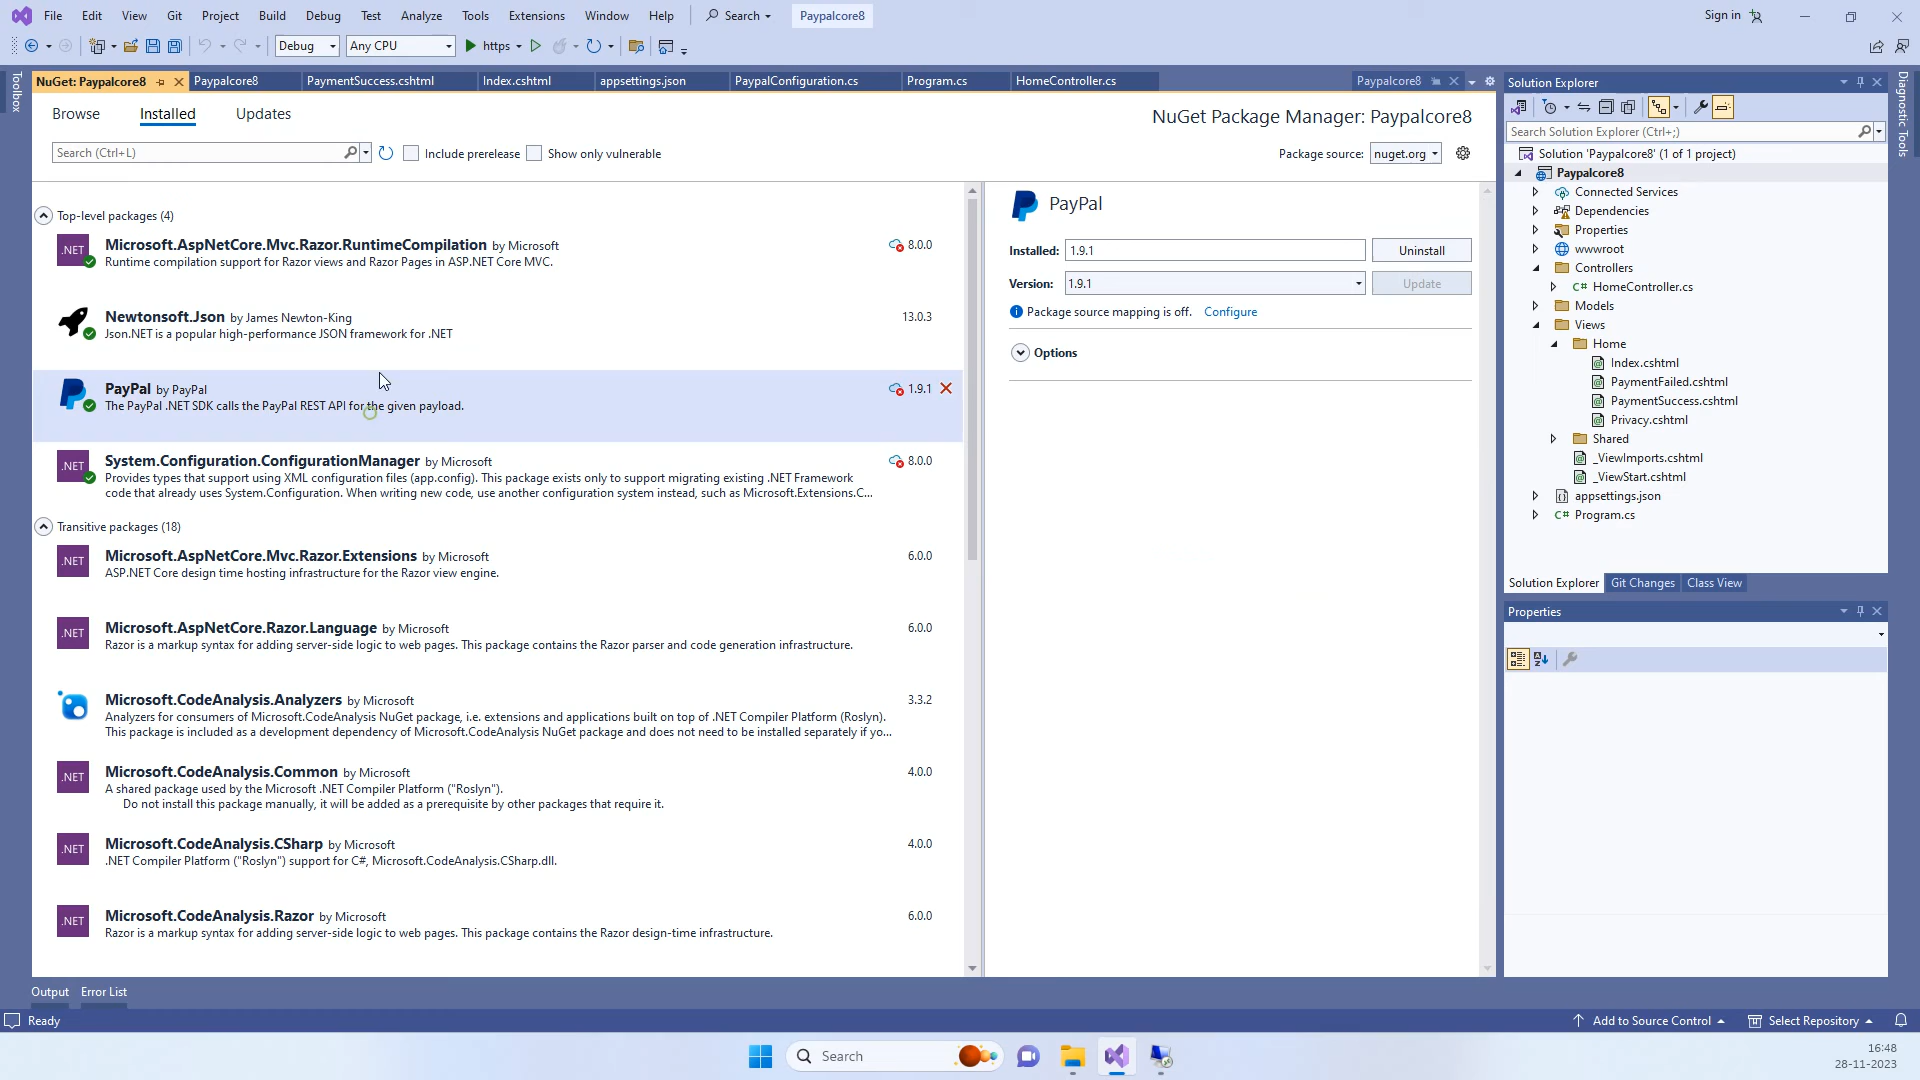 File Edit View Git Project Build Debug Test Analyze Tools Extensions Window Help Search Paypalcore8 Sign in
Debug Any CPU https
Toolbox
NuGet: Paypalcore8 Paypalcore8 PaymentSuccess.cshtml Index.cshtml appsettings.json PaypalConfiguration.cs Program.cs HomeController.cs Paypalcore8
Browse Installed Updates
NuGet Package Manager: Paypalcore8
Search (Ctrl+L) Include prerelease Show only vulnerable
Package source: nuget.org
Top-level packages (4)
.NET Microsoft.AspNetCore.Mvc.Razor.RuntimeCompilation by Microsoft 8.0.0
Runtime compilation support for Razor views and Razor Pages in ASP.NET Core MVC.
Newtonsoft.Json by James Newton-King 13.0.3
Json.NET is a popular high-performance JSON framework for .NET
PayPal by PayPal 1.9.1
The PayPal .NET SDK calls the PayPal REST API for the given payload.
.NET System.Configuration.ConfigurationManager by Microsoft 8.0.0
Provides types that support using XML configuration files (app.config). This package exists only to support migrating existing .NET Framework
code that already uses System.Configuration. When writing new code, use another configuration system instead, such as Microsoft.Extensions.C...
Transitive packages (18)
.NET Microsoft.AspNetCore.Mvc.Razor.Extensions by Microsoft 6.0.0
ASP.NET Core design time hosting infrastructure for the Razor view engine.
.NET Microsoft.AspNetCore.Razor.Language by Microsoft 6.0.0
Razor is a markup syntax for adding server-side logic to web pages. This package contains the Razor parser and code generation infrastructure.
Microsoft.CodeAnalysis.Analyzers by Microsoft 3.3.2
Analyzers for consumers of Microsoft.CodeAnalysis NuGet package, i.e. extensions and applications built on top of .NET Compiler Platform (Roslyn).
This package is included as a development dependency of Microsoft.CodeAnalysis NuGet package and does not need to be installed separately if yo...
.NET Microsoft.CodeAnalysis.Common by Microsoft 4.0.0
A shared package used by the Microsoft .NET Compiler Platform ("Roslyn").
Do not install this package manually, it will be added as a prerequisite by other packages that require it.
.NET Microsoft.CodeAnalysis.CSharp by Microsoft 4.0.0
.NET Compiler Platform ("Roslyn") support for C#, Microsoft.CodeAnalysis.CSharp.dll.
.NET Microsoft.CodeAnalysis.Razor by Microsoft 6.0.0
Razor is a markup syntax for adding server-side logic to web pages. This package contains the Razor design-time infrastructure.
PayPal
Installed: 1.9.1 Uninstall
Version: 1.9.1 Update
Package source mapping is off. Configure
Options
Solution Explorer
Search Solution Explorer (Ctrl+;)
Solution 'Paypalcore8' (1 of 1 project)
Paypalcore8
Connected Services
Dependencies
Properties
wwwroot
Controllers
C# HomeController.cs
Models
Views
Home
Index.cshtml
PaymentFailed.cshtml
PaymentSuccess.cshtml
Privacy.cshtml
Shared
_ViewImports.cshtml
_ViewStart.cshtml
appsettings.json
C# Program.cs
Solution Explorer Git Changes Class View
Properties
Diagnostic Tools
Output Error List
Ready Add to Source Control Select Repository
Search
16:48
28-11-2023